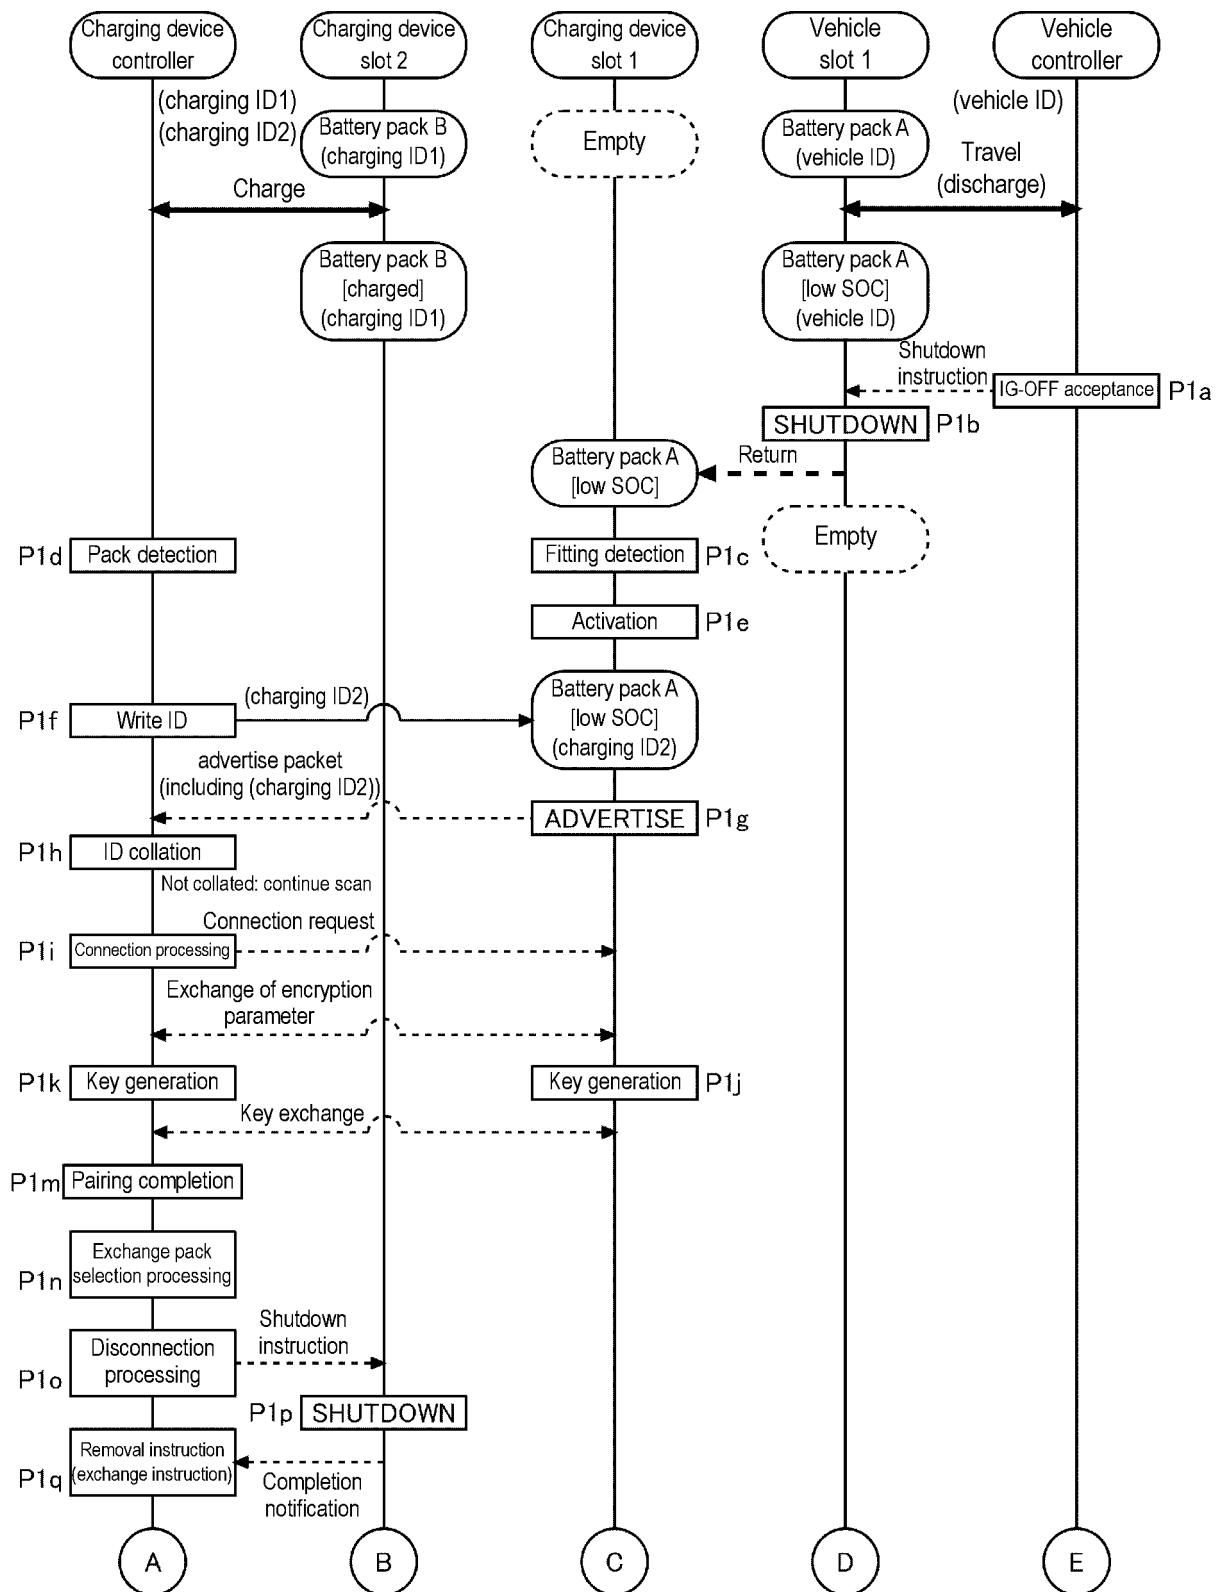 Charging device
controller
Charging device
slot 2
Charging device
slot 1
Vehicle
slot 1
Vehicle
controller
(charging ID1)
(charging ID2)
Battery pack B
(charging ID1)
Empty
Battery pack A
(vehicle ID)
(vehicle ID)
Charge
Travel
(discharge)
Battery pack B
[charged]
(charging ID1)
Battery pack A
[low SOC]
(vehicle ID)
Shutdown
instruction
IG-OFF acceptance
P1a
SHUTDOWN
P1b
Battery pack A
[low SOC]
Return
Empty
P1d
Pack detection
Fitting detection
P1c
Activation
P1e
P1f
Write ID
(charging ID2)
Battery pack A
[low SOC]
(charging ID2)
advertise packet
(including (charging ID2))
ADVERTISE
P1g
P1h
ID collation
Not collated: continue scan
Connection request
P1i
Connection processing
Exchange of encryption
parameter
P1k
Key generation
Key generation
P1j
Key exchange
P1m
Pairing completion
P1n
Exchange pack
selection processing
P1o
Disconnection
processing
Shutdown
instruction
P1p
SHUTDOWN
P1q
Removal instruction
(exchange instruction)
Completion
notification
A
B
C
D
E